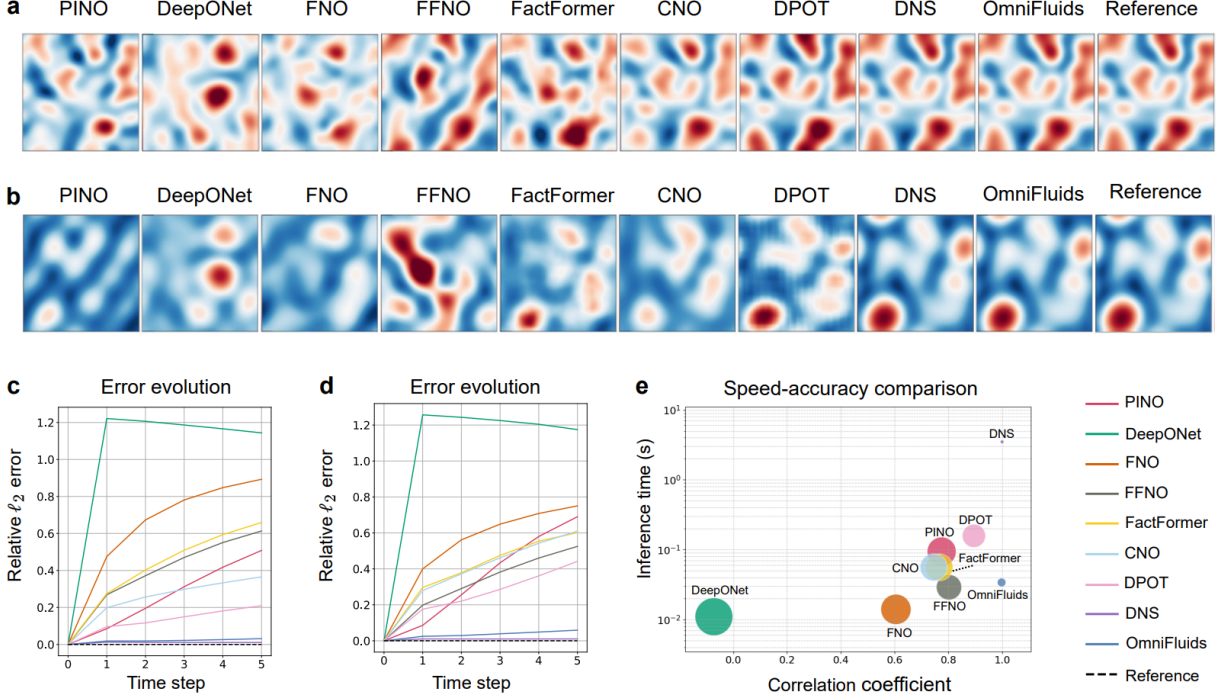 a PINO DeepONet FNO FFNO FactFormer CNO DPOT DNS OmniFluids Reference
b PINO DeepONet FNO FFNO FactFormer CNO DPOT DNS OmniFluids Reference
c Error evolution
Relative ℓ₂ error
1.2
1.0
0.8
0.6
0.4
0.2
0.0
0 1 2 3 4 5
Time step
d Error evolution
Relative ℓ₂ error
1.2
1.0
0.8
0.6
0.4
0.2
0.0
0 1 2 3 4 5
Time step
e Speed-accuracy comparison
Inference time (s)
10¹
10⁰
10⁻¹
10⁻²
DNS
DPOT
PINO
FactFormer
CNO
OmniFluids
DeepONet
FFNO
FNO
0.0 0.2 0.4 0.6 0.8 1.0
Correlation coefficient
PINO
DeepONet
FNO
FFNO
FactFormer
CNO
DPOT
DNS
OmniFluids
Reference